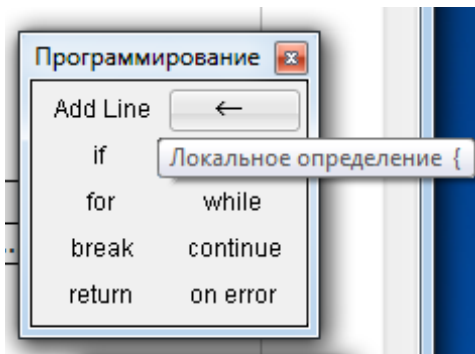 Программирование
Add Line ←
if Локальное определение {
for while
break continue
return on error